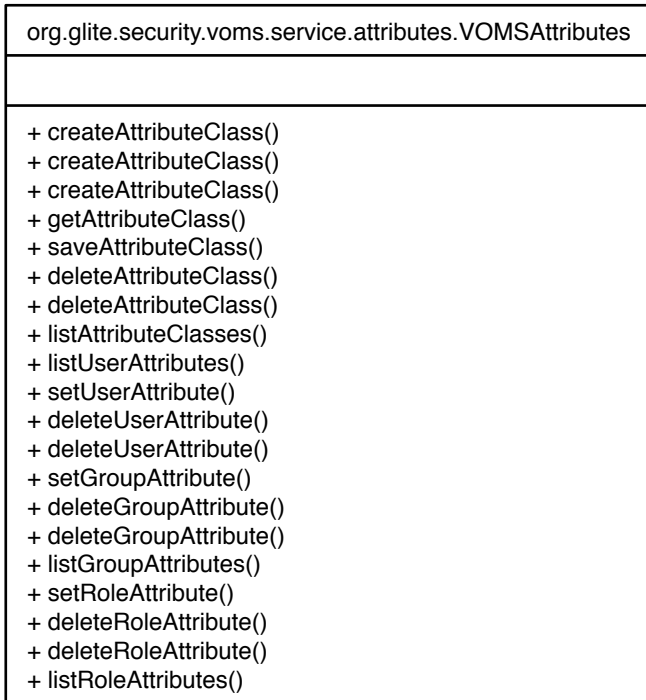 org.glite.security.voms.service.attributes.VOMSAttributes
+ createAttributeClass()
+ createAttributeClass()
+ createAttributeClass()
+ getAttributeClass()
+ saveAttributeClass()
+ deleteAttributeClass()
+ deleteAttributeClass()
+ listAttributeClasses()
+ listUserAttributes()
+ setUserAttribute()
+ deleteUserAttribute()
+ deleteUserAttribute()
+ setGroupAttribute()
+ deleteGroupAttribute()
+ deleteGroupAttribute()
+ listGroupAttributes()
+ setRoleAttribute()
+ deleteRoleAttribute()
+ deleteRoleAttribute()
+ listRoleAttributes()